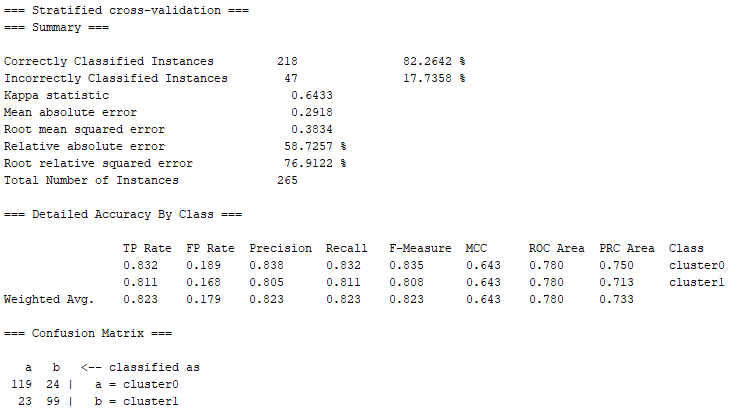 === Stratified cross-validation ===
=== Summary ===
Correctly Classified Instances 218 82.2642 %
Incorrectly Classified Instances 47 17.7358 %
Kappa statistic 0.6433
Mean absolute error 0.2918
Root mean squared error 0.3834
Relative absolute error 58.7257 %
Root relative squared error 76.9122 %
Total Number of Instances 265
=== Detailed Accuracy By Class ===
TP Rate FP Rate Precision Recall F-Measure MCC ROC Area PRC Area Class
0.832 0.189 0.838 0.832 0.835 0.643 0.780 0.750 cluster0
0.811 0.168 0.805 0.811 0.808 0.643 0.780 0.713 cluster1
Weighted Avg. 0.823 0.179 0.823 0.823 0.823 0.643 0.780 0.733
=== Confusion Matrix ===
a b <-- classified as
119 24 | a = cluster0
23 99 | b = cluster1